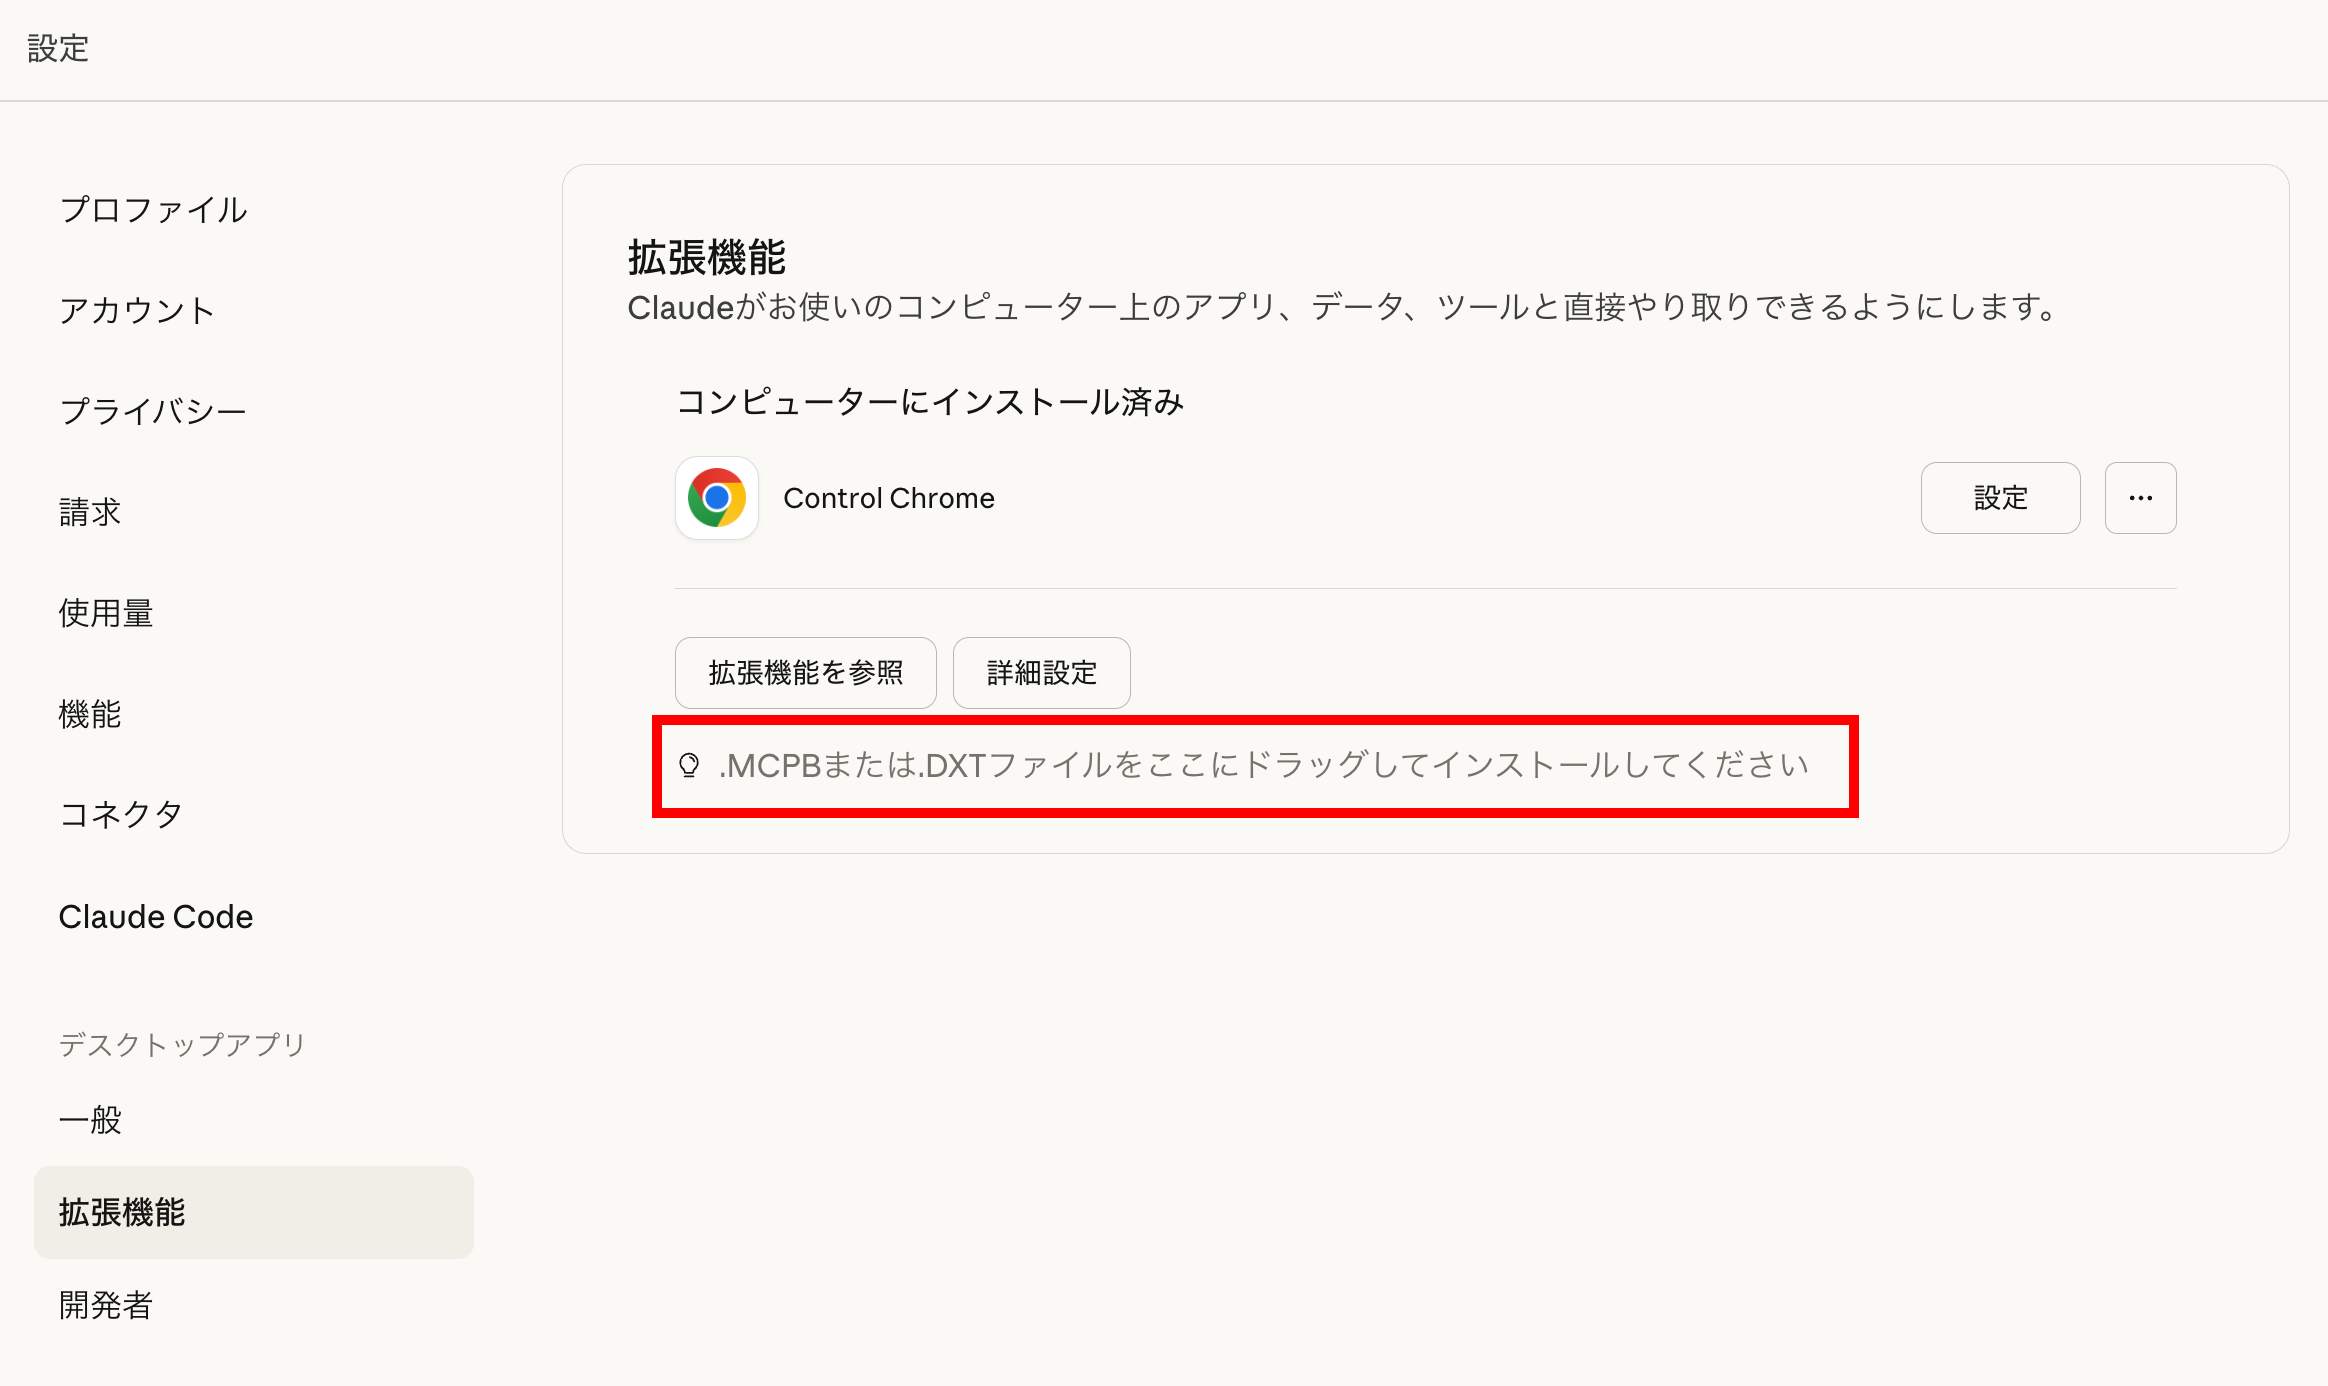 設定
プロファイル
アカウント
プライバシー
請求
使用量
機能
コネクタ
Claude Code
デスクトップアプリ
一般
拡張機能
開発者
拡張機能
Claudeがお使いのコンピューター上のアプリ、データ、ツールと直接やり取りできるようにします。
コンピューターにインストール済み
Control Chrome
設定
...
拡張機能を参照
詳細設定
.MCPBまたは.DXTファイルをここにドラッグしてインストールしてください